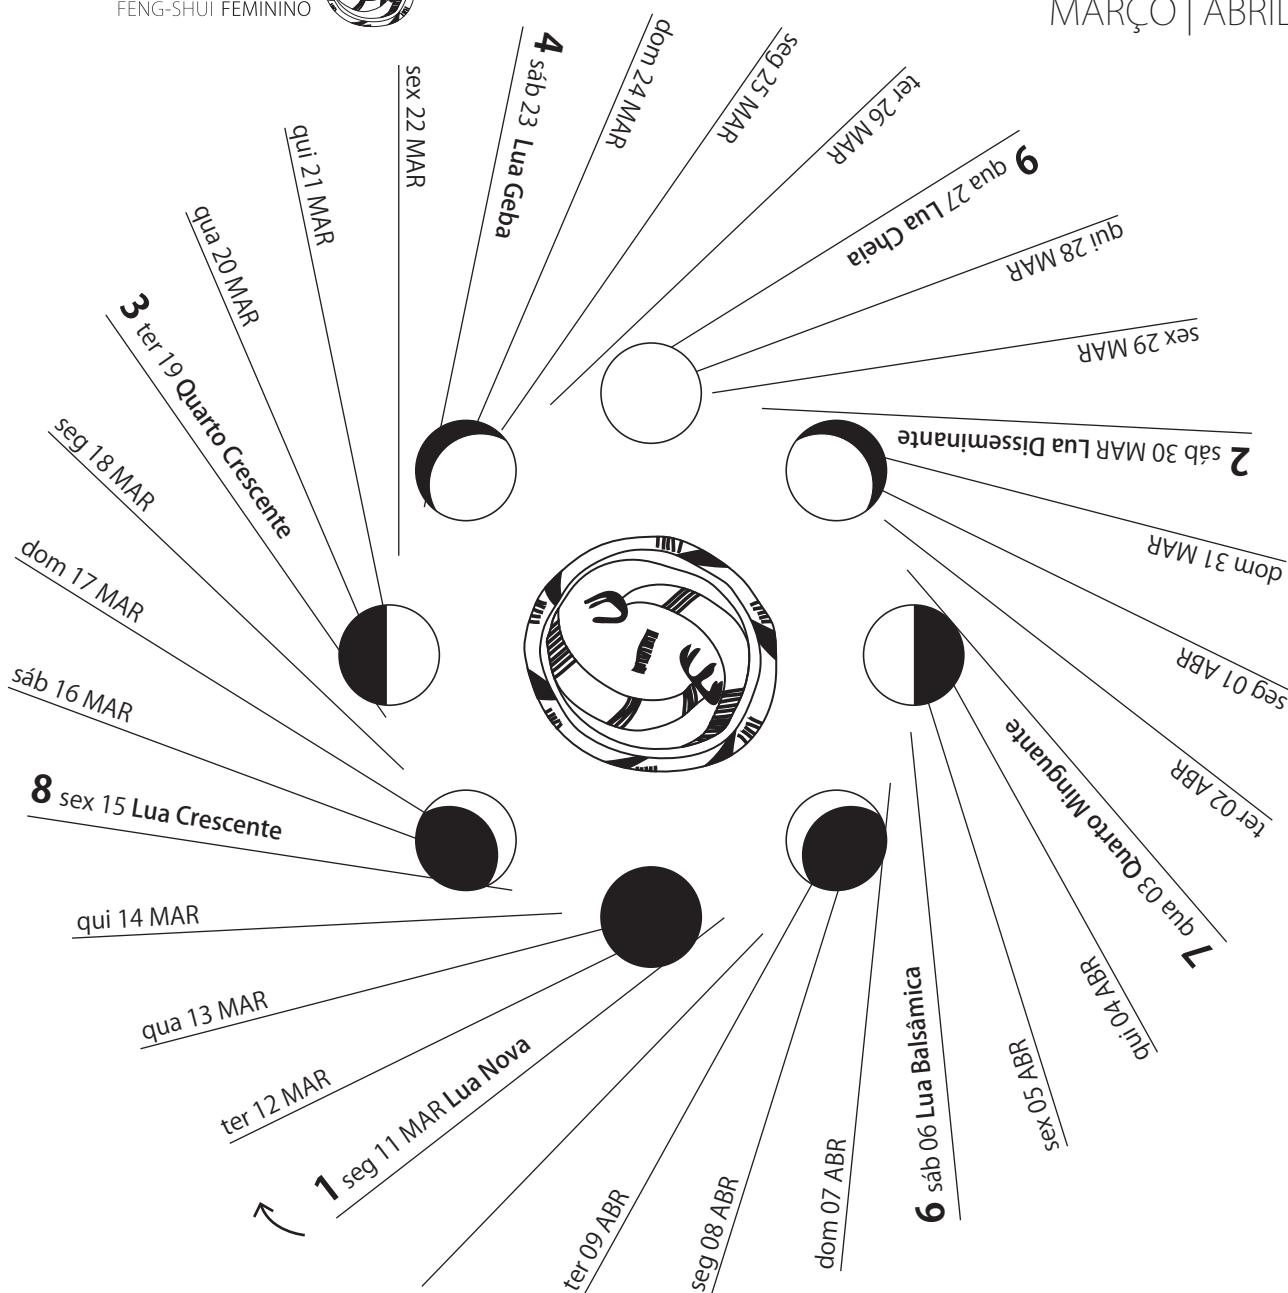 FENG-SHUI FEMININO
MARÇO | ABRIL
1 seg 11 MAR Lua Nova
ter 12 MAR
qua 13 MAR
qui 14 MAR
8 sex 15 Lua Crescente
sáb 16 MAR
dom 17 MAR
seg 18 MAR
3 ter 19 Quarto Crescente
qua 20 MAR
qui 21 MAR
sex 22 MAR
4 sáb 23 Lua Geba
dom 24 MAR
seg 25 MAR
ter 26 MAR
9 qua 27 Lua Cheia
qui 28 MAR
sex 29 MAR
2 sáb 30 MAR Lua Disseminante
dom 31 MAR
seg 01 ABR
ter 02 ABR
7 qua 03 Quarto Minguante
qui 04 ABR
sex 05 ABR
6 sáb 06 Lua Balsâmica
dom 07 ABR
seg 08 ABR
ter 09 ABR